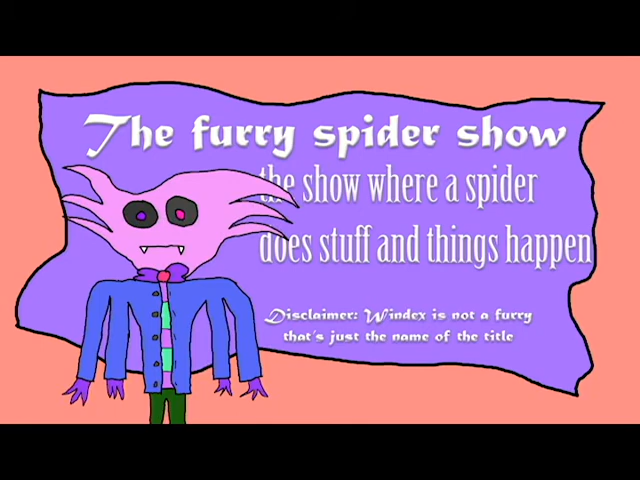 The furry spider show
the show where a spider
does stuff and things happen
Disclaimer: Windex is not a furry
that's just the name of the title